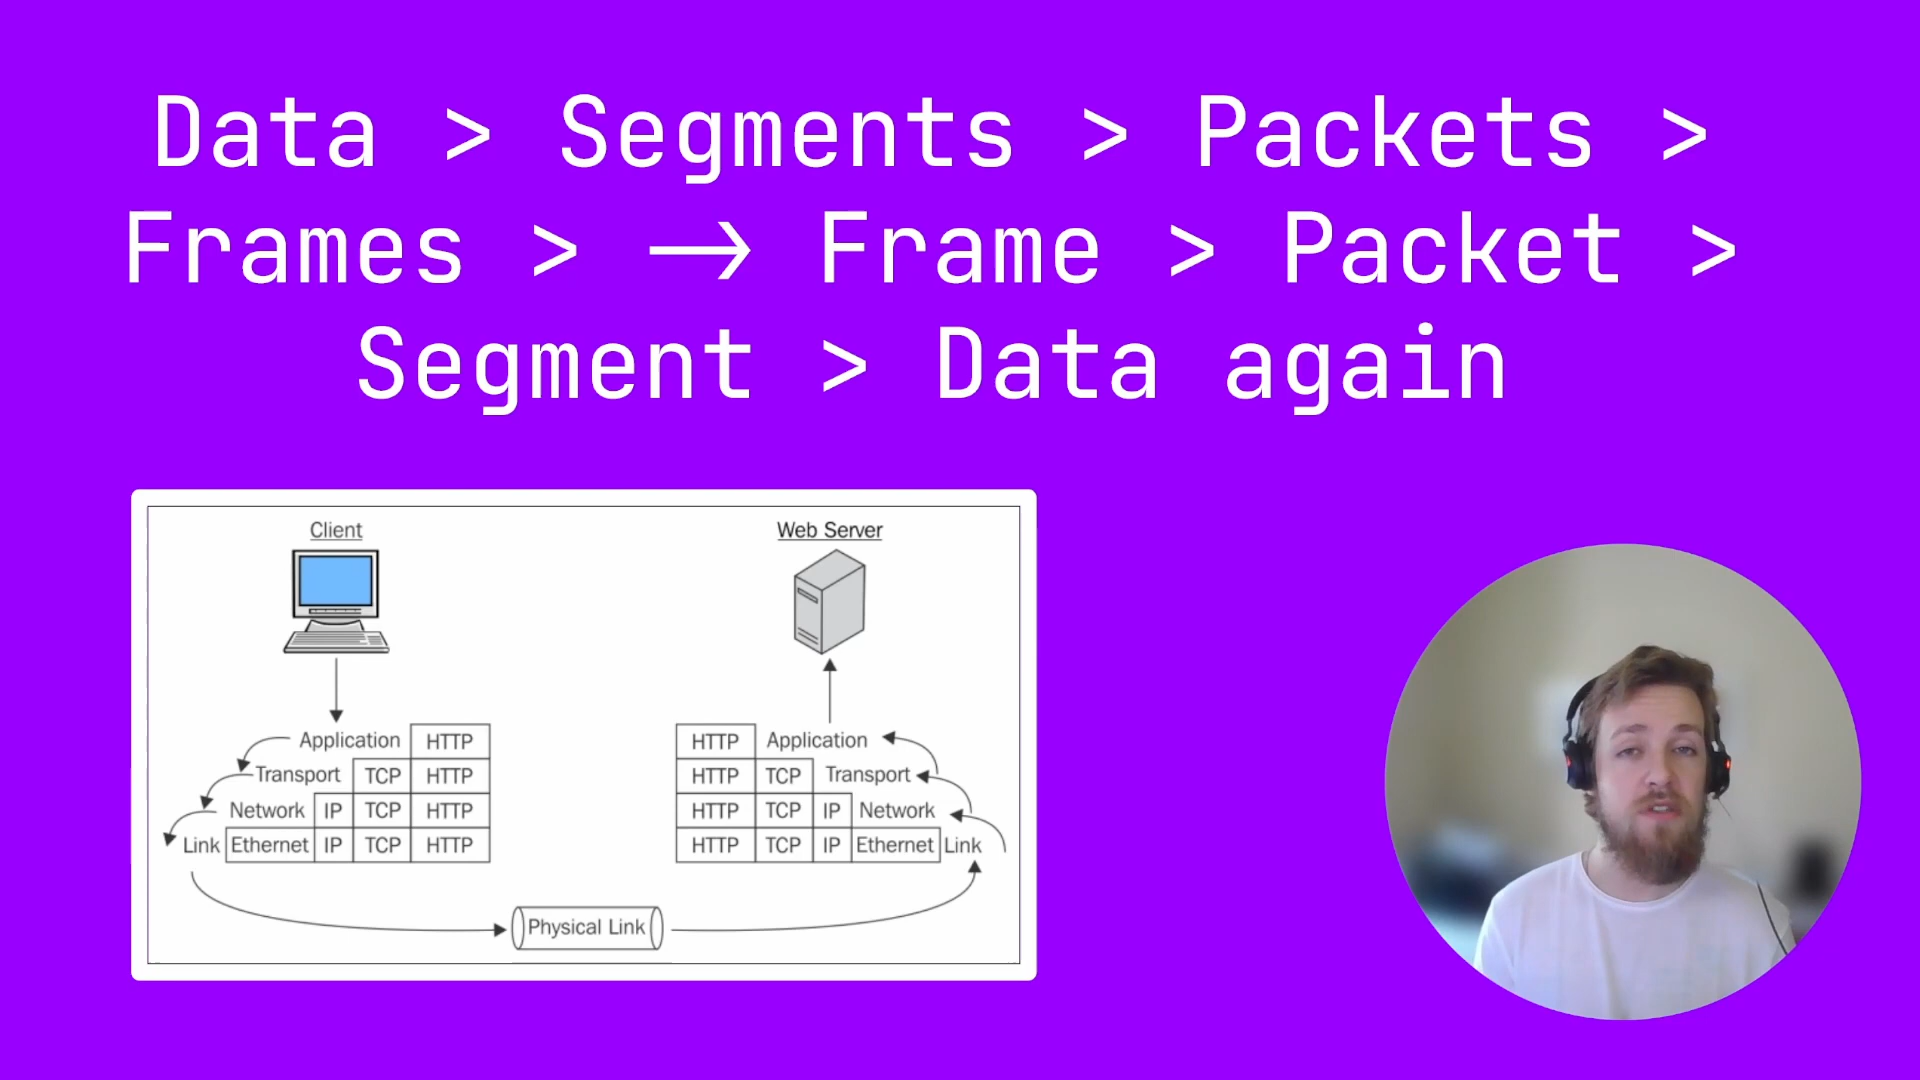 Data > Segments > Packets >
Frames > → Frame > Packet >
Segment > Data again
Client
Web Server
Application HTTP
Transport TCP HTTP
Network IP TCP HTTP
Link Ethernet IP TCP HTTP
HTTP Application
HTTP TCP Transport
HTTP TCP IP Network
HTTP TCP IP Ethernet Link
Physical Link